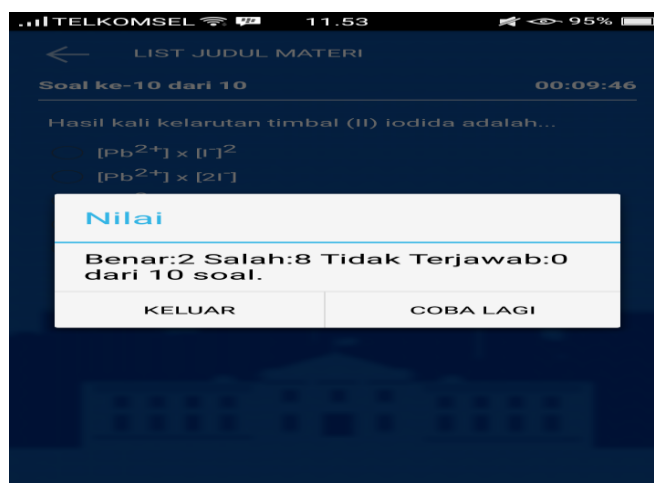 TELKOMSEL 11.53 95%
LIST JUDUL MATERI
Soal ke-10 dari 10 00:09:46
Hasil kali kelarutan timbal (II) iodida adalah...
[Pb²⁺] x [I⁻]²
[Pb²⁺] x [2I⁻]
Nilai
Benar:2 Salah:8 Tidak Terjawab:0
dari 10 soal.
KELUAR COBA LAGI